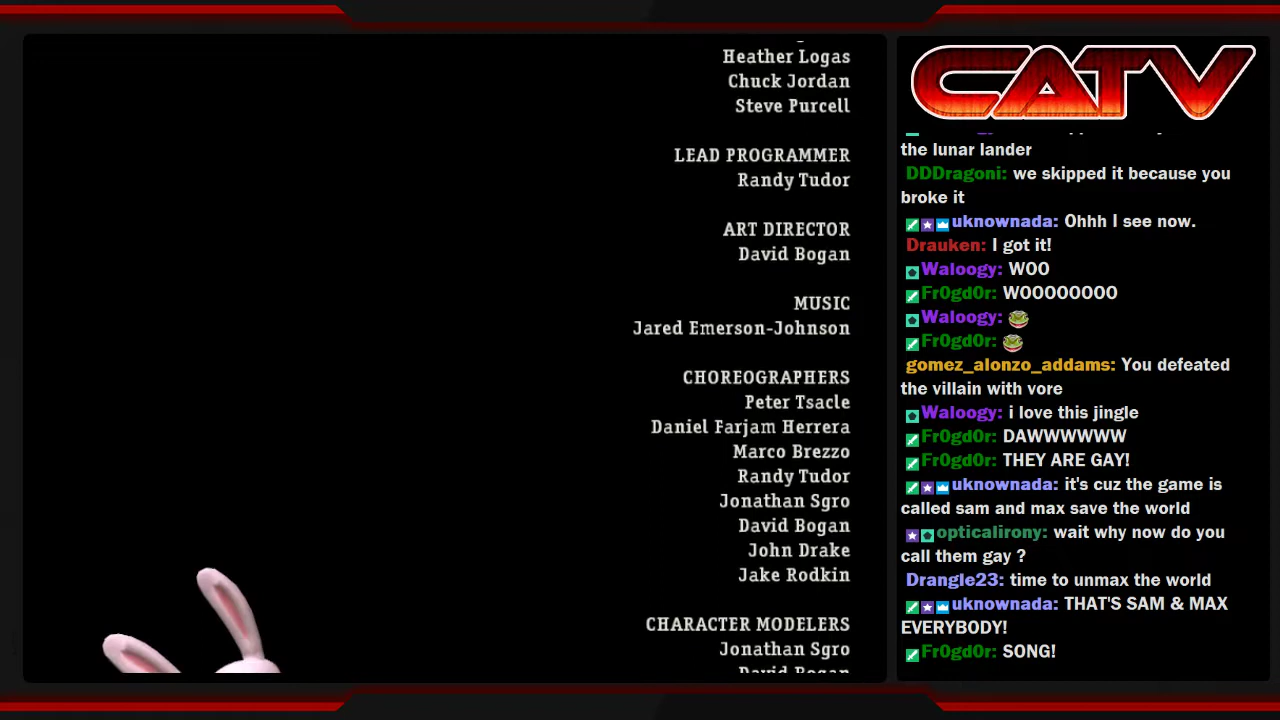 Heather Logas
Chuck Jordan
Steve Purcell
LEAD PROGRAMMER
Randy Tudor
ART DIRECTOR
David Bogan
MUSIC
Jared Emerson-Johnson
CHOREOGRAPHERS
Peter Tsacle
Daniel Farjam Herrera
Marco Brezzo
Randy Tudor
Jonathan Sgro
David Bogan
John Drake
Jake Rodkin
CHARACTER MODELERS
Jonathan Sgro
David Bogan
CATV
the lunar lander
DDDragoni: we skipped it because you
broke it
uknownada: Ohhh I see now.
Drauken: I got it!
Waloogy: WOO
Fr0gd0r: WOOOOOOOO
Waloogy:
Fr0gd0r:
gomez_alonzo_addams: You defeated
the villain with vore
Waloogy: i love this jingle
Fr0gd0r: DAWWWWWW
Fr0gd0r: THEY ARE GAY!
uknownada: it's cuz the game is
called sam and max save the world
opticalirony: wait why now do you
call them gay ?
Drangle23: time to unmax the world
uknownada: THAT'S SAM & MAX
EVERYBODY!
Fr0gd0r: SONG!